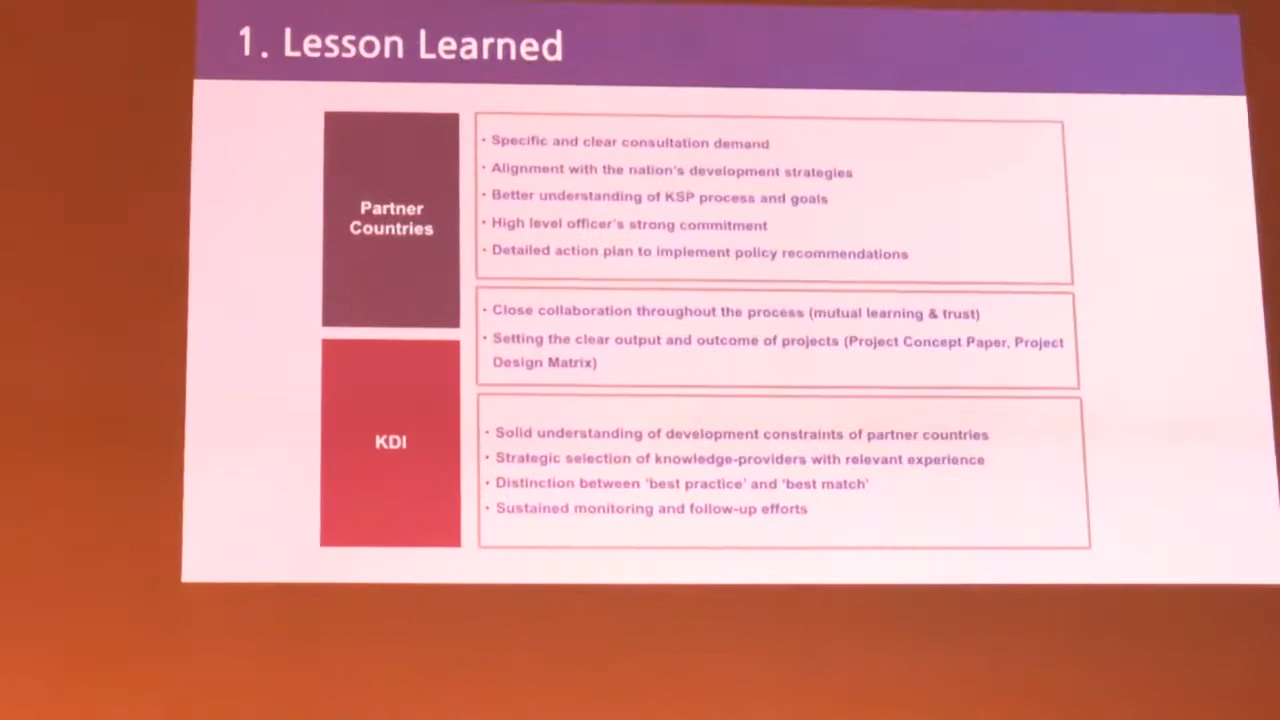 1. Lesson Learned
Partner
Countries
· Specific and clear consultation demand
· Alignment with the nation's development strategies
· Better understanding of KSP process and goals
· High level officer's strong commitment
· Detailed action plan to implement policy recommendations
· Close collaboration throughout the process (mutual learning & trust)
· Setting the clear output and outcome of projects (Project Concept Paper, Project
Design Matrix)
KDI
· Solid understanding of development constraints of partner countries
· Strategic selection of knowledge-providers with relevant experience
· Distinction between 'best practice' and 'best match'
· Sustained monitoring and follow-up efforts